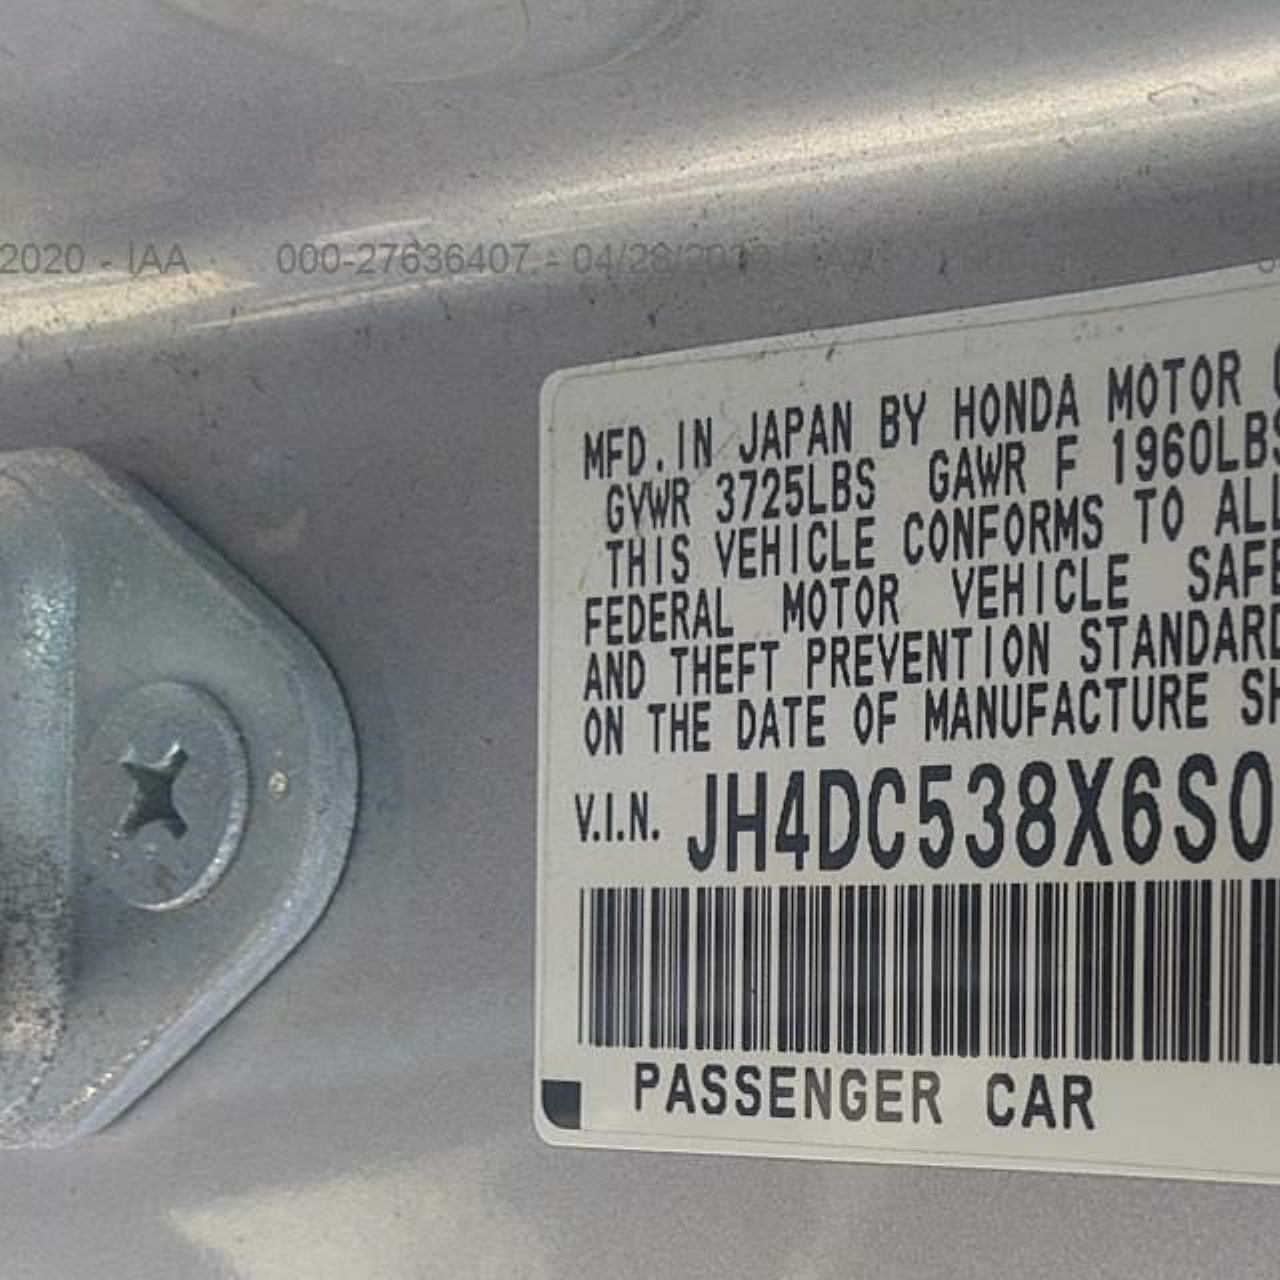 2020 - IAA 000-27636407 - 04/28/2020 - IAA
MFD. IN JAPAN BY HONDA MOTOR
GVWR 3725LBS GAWR F 1960LBS
THIS VEHICLE CONFORMS TO ALL
FEDERAL MOTOR VEHICLE SAFE
AND THEFT PREVENTION STANDARD
ON THE DATE OF MANUFACTURE SH
V.I.N. JH4DC538X6S0
PASSENGER CAR